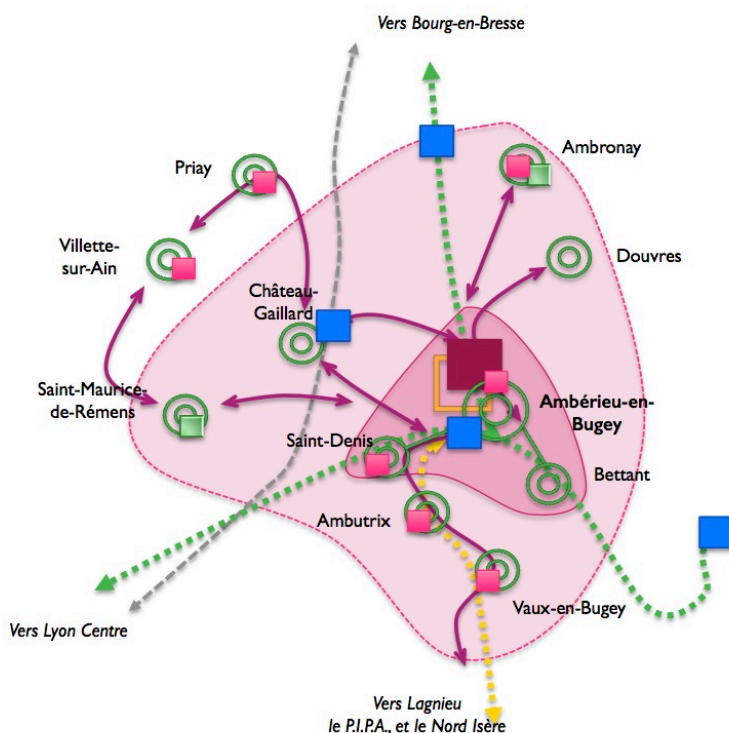 Vers Bourg-en-Bresse
Priay
Ambronay
Villette-
sur-Ain
Douvres
Château-
Gaillard
Saint-Maurice-
de-Rémens
Ambérieu-en-
Bugey
Saint-Denis
Bettant
Ambutrix
Vaux-en-Bugey
Vers Lyon Centre
Vers Lagnieu
le P.I.P.A., et le Nord Isère